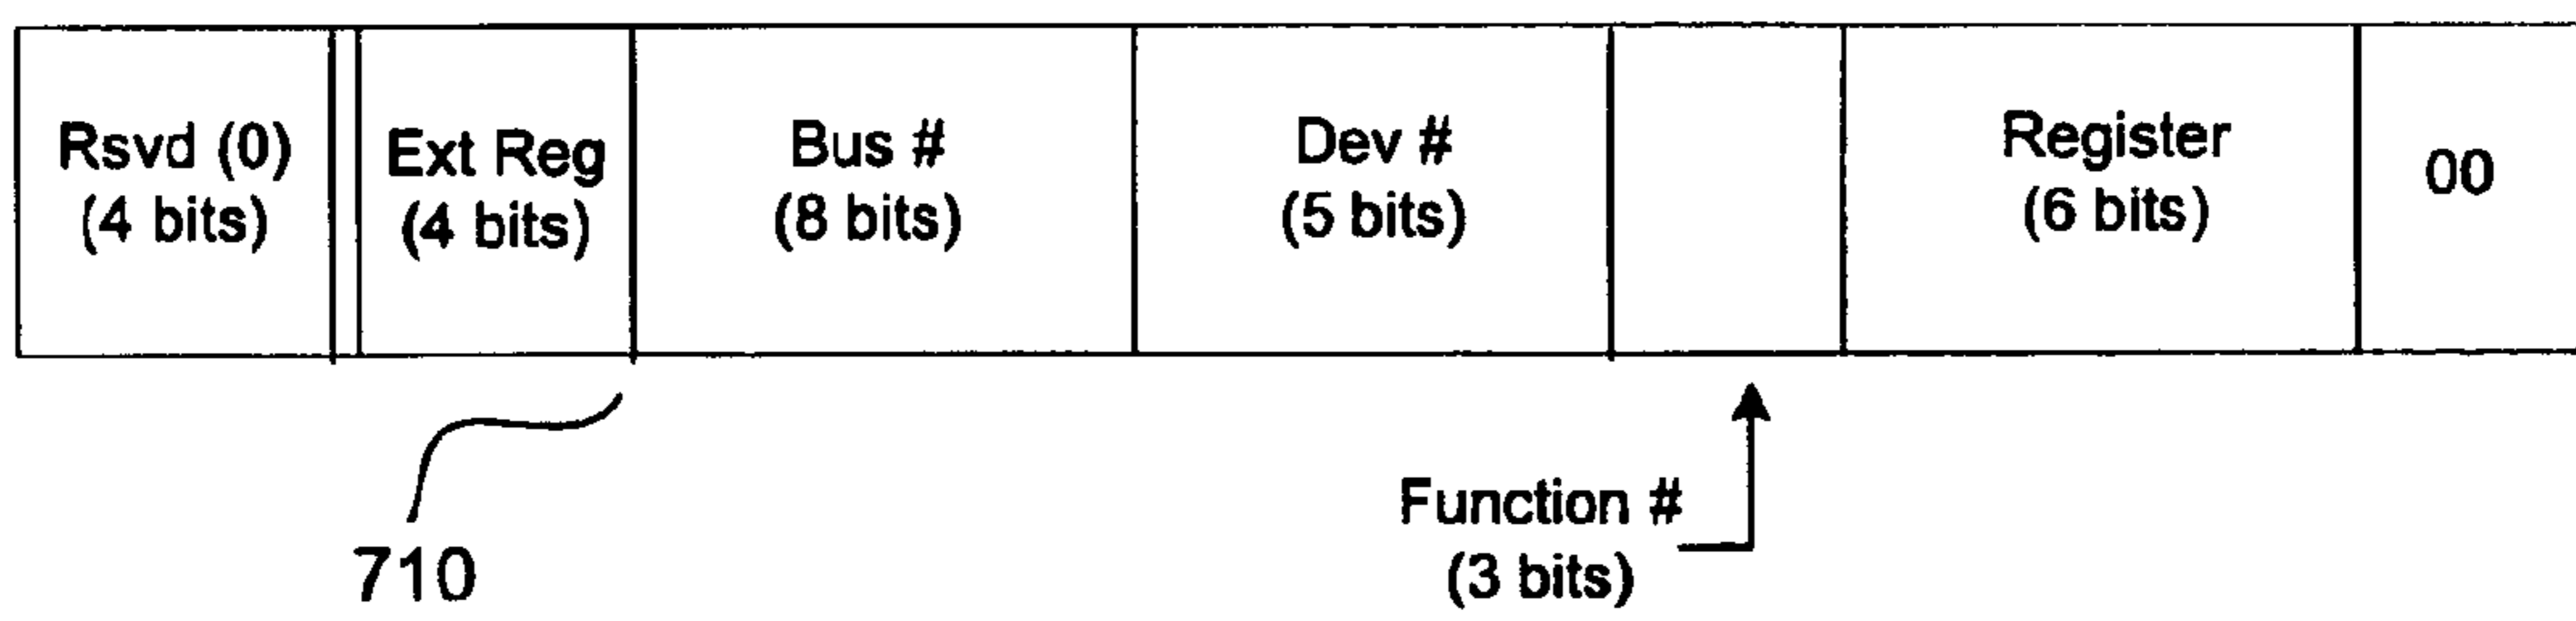 Rsvd (0)
(4 bits)
Ext Reg
(4 bits)
Bus #
(8 bits)
Dev #
(5 bits)
Register
(6 bits)
00
Function #
(3 bits)
710